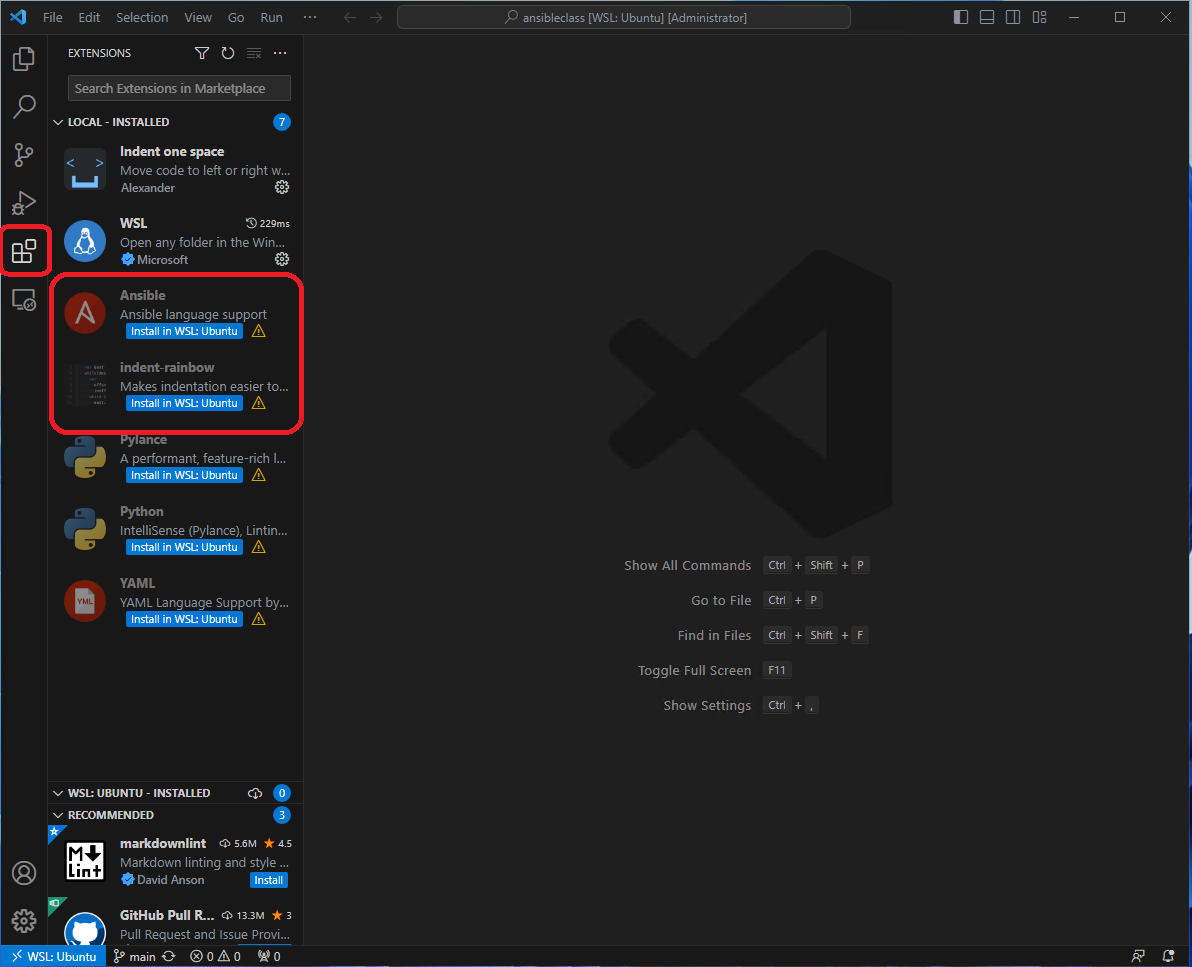 File Edit Selection View Go Run ···
ansibleclass [WSL: Ubuntu] [Administrator]
EXTENSIONS
Search Extensions in Marketplace
LOCAL - INSTALLED 7
Indent one space
Move code to left or right w...
Alexander
WSL 229ms
Open any folder in the Win...
Microsoft
Ansible
Ansible language support
Install in WSL: Ubuntu
indent-rainbow
Makes indentation easier to...
Install in WSL: Ubuntu
Pylance
A performant, feature-rich l...
Install in WSL: Ubuntu
Python
IntelliSense (Pylance), Lintin...
Install in WSL: Ubuntu
YML
YAML
YAML Language Support by...
Install in WSL: Ubuntu
Show All Commands Ctrl + Shift + P
Go to File Ctrl + P
Find in Files Ctrl + Shift + F
Toggle Full Screen F11
Show Settings Ctrl + ,
WSL: UBUNTU - INSTALLED 0
RECOMMENDED 3
M Lint
markdownlint 5.6M 4.5
Markdown linting and style ...
David Anson
Install
GitHub Pull R... 13.3M 3
Pull Request and Issue Provi...
WSL: Ubuntu main 0 0 0